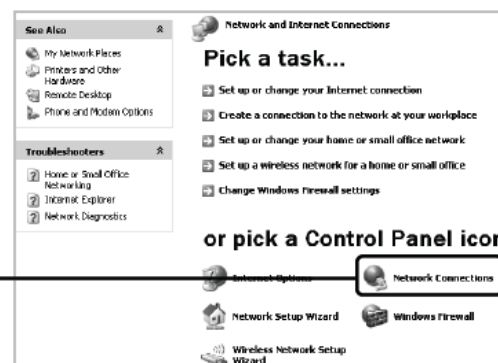 See Also
My Network Places
Printers and Other
Hardware
Remote Desktop
Phone and Modem Options
Troubleshooters
Home or Small Office
Networking
Internet Explorer
Network Diagnostics
Network and Internet Connections
Pick a task...
Set up or change your Internet connection
Create a connection to the network at your workplace
Set up or change your home or small office network
Set up a wireless network for a home or small office
Change Windows Firewall settings
or pick a Control Panel icon
Internet Options
Network Connections
Network Setup Wizard
Windows Firewall
Wireless Network Setup
Wizard